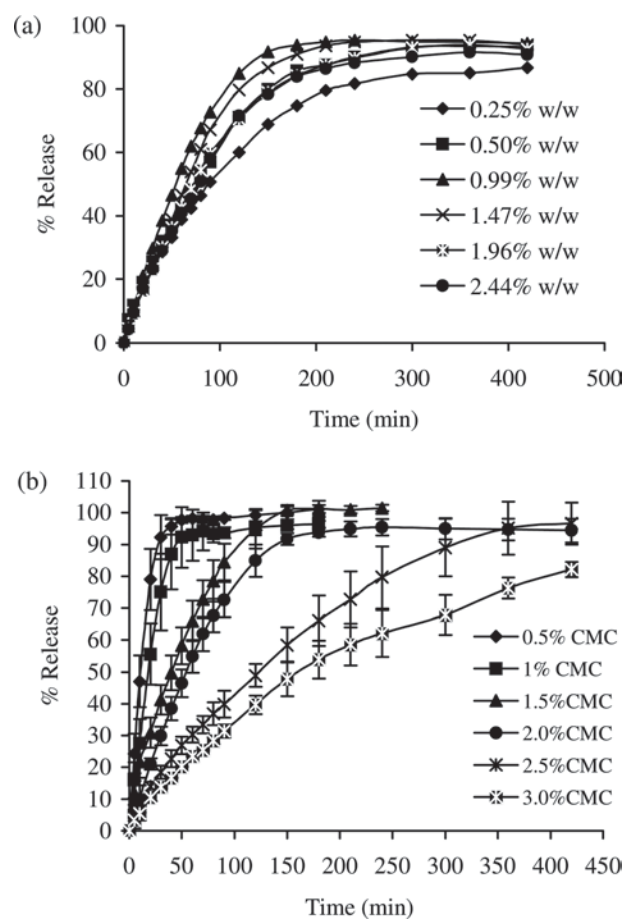 (a)
100
80
60
40
20
0
% Release
0.25% w/w
0.50% w/w
0.99% w/w
1.47% w/w
1.96% w/w
2.44% w/w
0 100 200 300 400 500
Time (min)
(b)
110
100
90
80
70
60
50
40
30
20
10
0
% Release
0.5% CMC
1% CMC
1.5%CMC
2.0%CMC
2.5%CMC
3.0%CMC
0 50 100 150 200 250 300 350 400 450
Time (min)